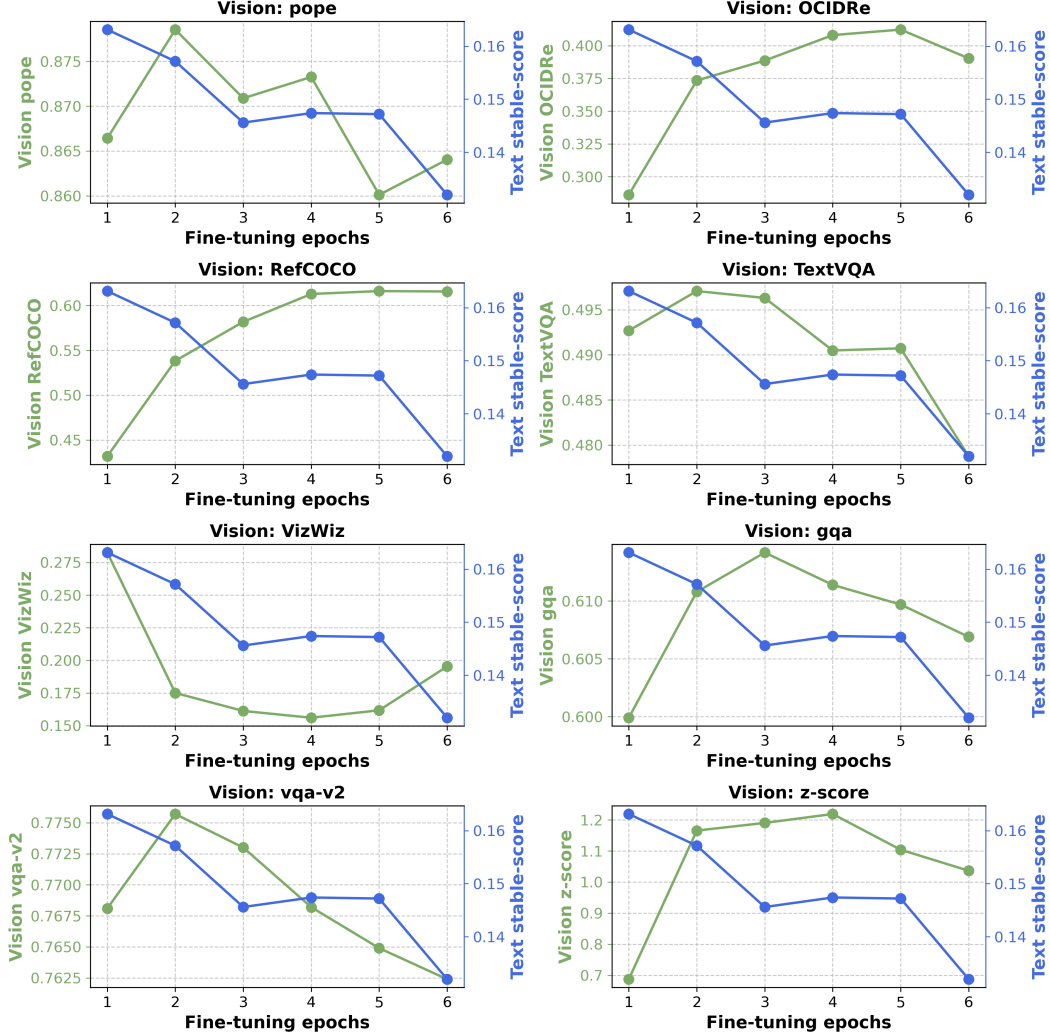 Vision: pope
Vision pope
0.875
0.870
0.865
0.860
0.16
0.15
0.14
Text stable-score
1 2 3 4 5 6
Fine-tuning epochs
Vision: OCIDRe
Vision OCIDRe
0.400
0.375
0.350
0.325
0.300
0.16
0.15
0.14
Text stable-score
1 2 3 4 5 6
Fine-tuning epochs
Vision: RefCOCO
Vision RefCOCO
0.60
0.55
0.50
0.45
0.16
0.15
0.14
Text stable-score
1 2 3 4 5 6
Fine-tuning epochs
Vision: TextVQA
Vision TextVQA
0.495
0.490
0.485
0.480
0.16
0.15
0.14
Text stable-score
1 2 3 4 5 6
Fine-tuning epochs
Vision: VizWiz
Vision VizWiz
0.275
0.250
0.225
0.200
0.175
0.150
0.16
0.15
0.14
Text stable-score
1 2 3 4 5 6
Fine-tuning epochs
Vision: gqa
Vision gqa
0.610
0.605
0.600
0.16
0.15
0.14
Text stable-score
1 2 3 4 5 6
Fine-tuning epochs
Vision: vqa-v2
Vision vqa-v2
0.7750
0.7725
0.7700
0.7675
0.7650
0.7625
0.16
0.15
0.14
Text stable-score
1 2 3 4 5 6
Fine-tuning epochs
Vision: z-score
Vision z-score
1.2
1.1
1.0
0.9
0.8
0.7
0.16
0.15
0.14
Text stable-score
1 2 3 4 5 6
Fine-tuning epochs